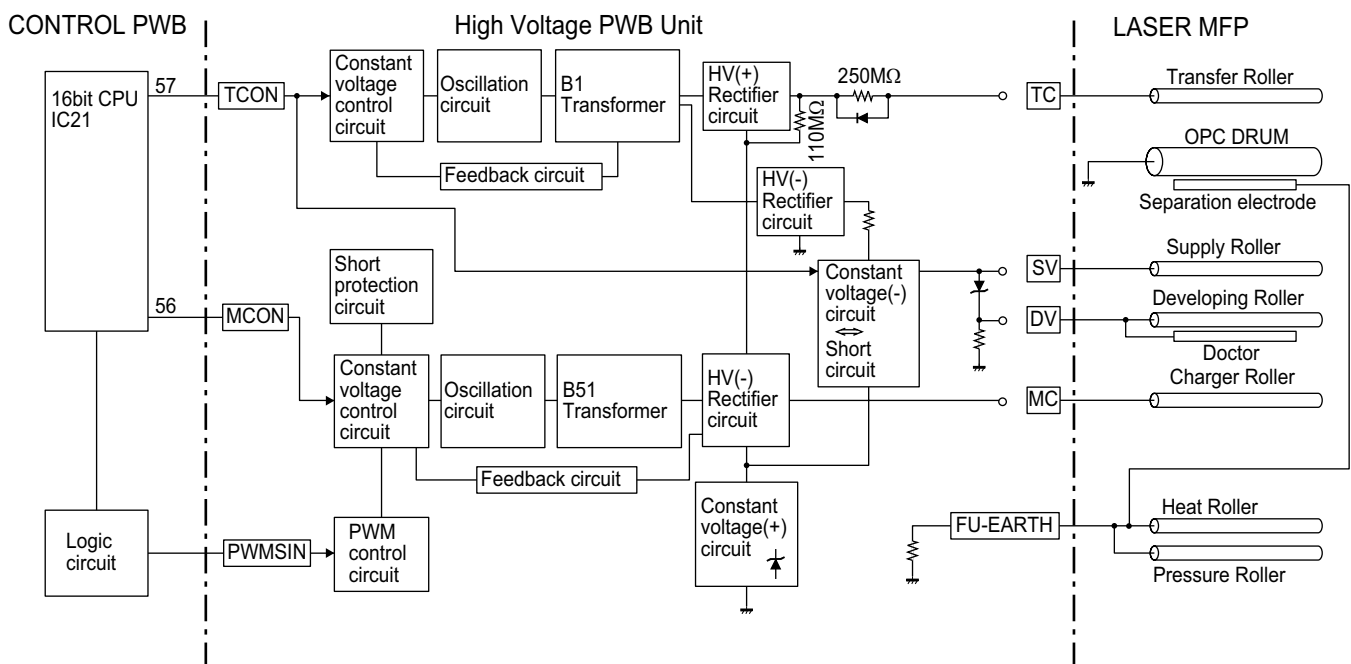 CONTROL PWB
High Voltage PWB Unit
LASER MFP
16bit CPU
IC21
57
TCON
Constant
voltage
control
circuit
Oscillation
circuit
B1
Transformer
HV(+)
Rectifier
circuit
250MΩ
110MΩ
TC
Transfer Roller
Feedback circuit
OPC DRUM
Separation electrode
HV(-)
Rectifier
circuit
Short
protection
circuit
Constant
voltage(-)
circuit
Short
circuit
SV
Supply Roller
56
MCON
DV
Developing Roller
Doctor
Constant
voltage
control
circuit
Oscillation
circuit
B51
Transformer
HV(-)
Rectifier
circuit
MC
Charger Roller
Feedback circuit
Logic
circuit
PWMSIN
PWM
control
circuit
Constant
voltage(+)
circuit
FU-EARTH
Heat Roller
Pressure Roller